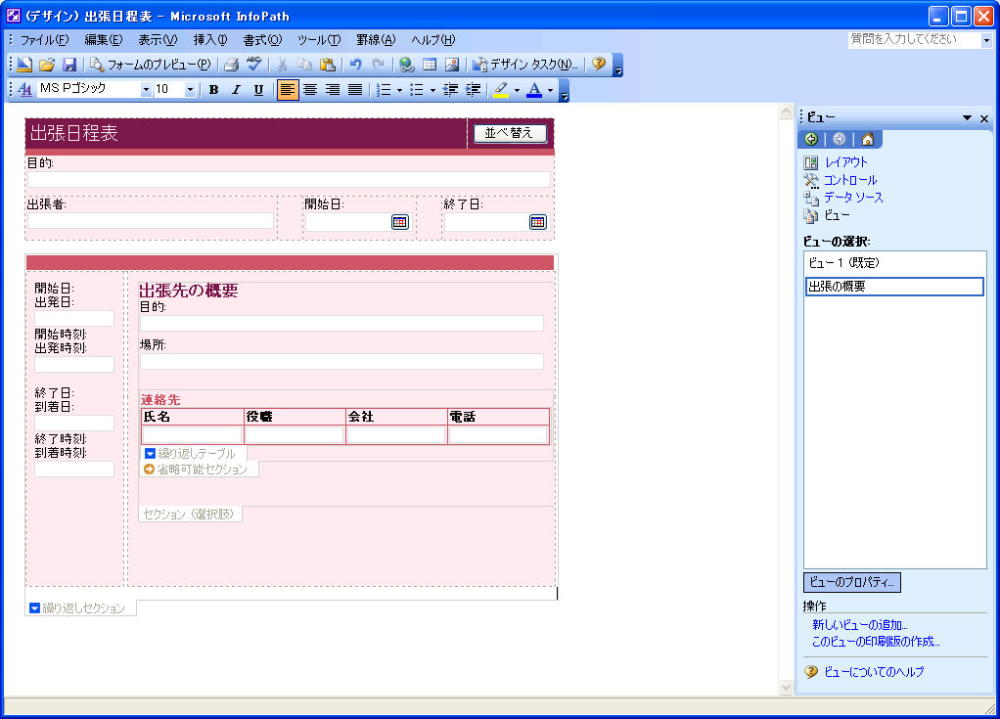 (デザイン) 出張日程表 - Microsoft InfoPath
ファイル(F) 編集(E) 表示(V) 挿入(I) 書式(O) ツール(T) 罫線(A) ヘルプ(H) 質問を入力してください
フォームのプレビュー(P) ABC デザイン タスク(N)...
MS Pゴシック 10 B I U
ビュー
出張日程表 並べ替え
レイアウト
コントロール
データ ソース
ビュー
目的:
出張者: 開始日: 終了日:
ビューの選択:
ビュー 1 (既定)
出張の概要
開始日:
出発日:
開始時刻:
出発時刻:
終了日:
到着日:
終了時刻:
到着時刻:
出張先の概要
目的:
場所:
連絡先
氏名 役職 会社 電話
繰り返しテーブル
省略可能セクション
セクション (選択肢)
繰り返しセクション
ビューのプロパティ...
操作
新しいビューの追加...
このビューの印刷版の作成...
ビューについてのヘルプ